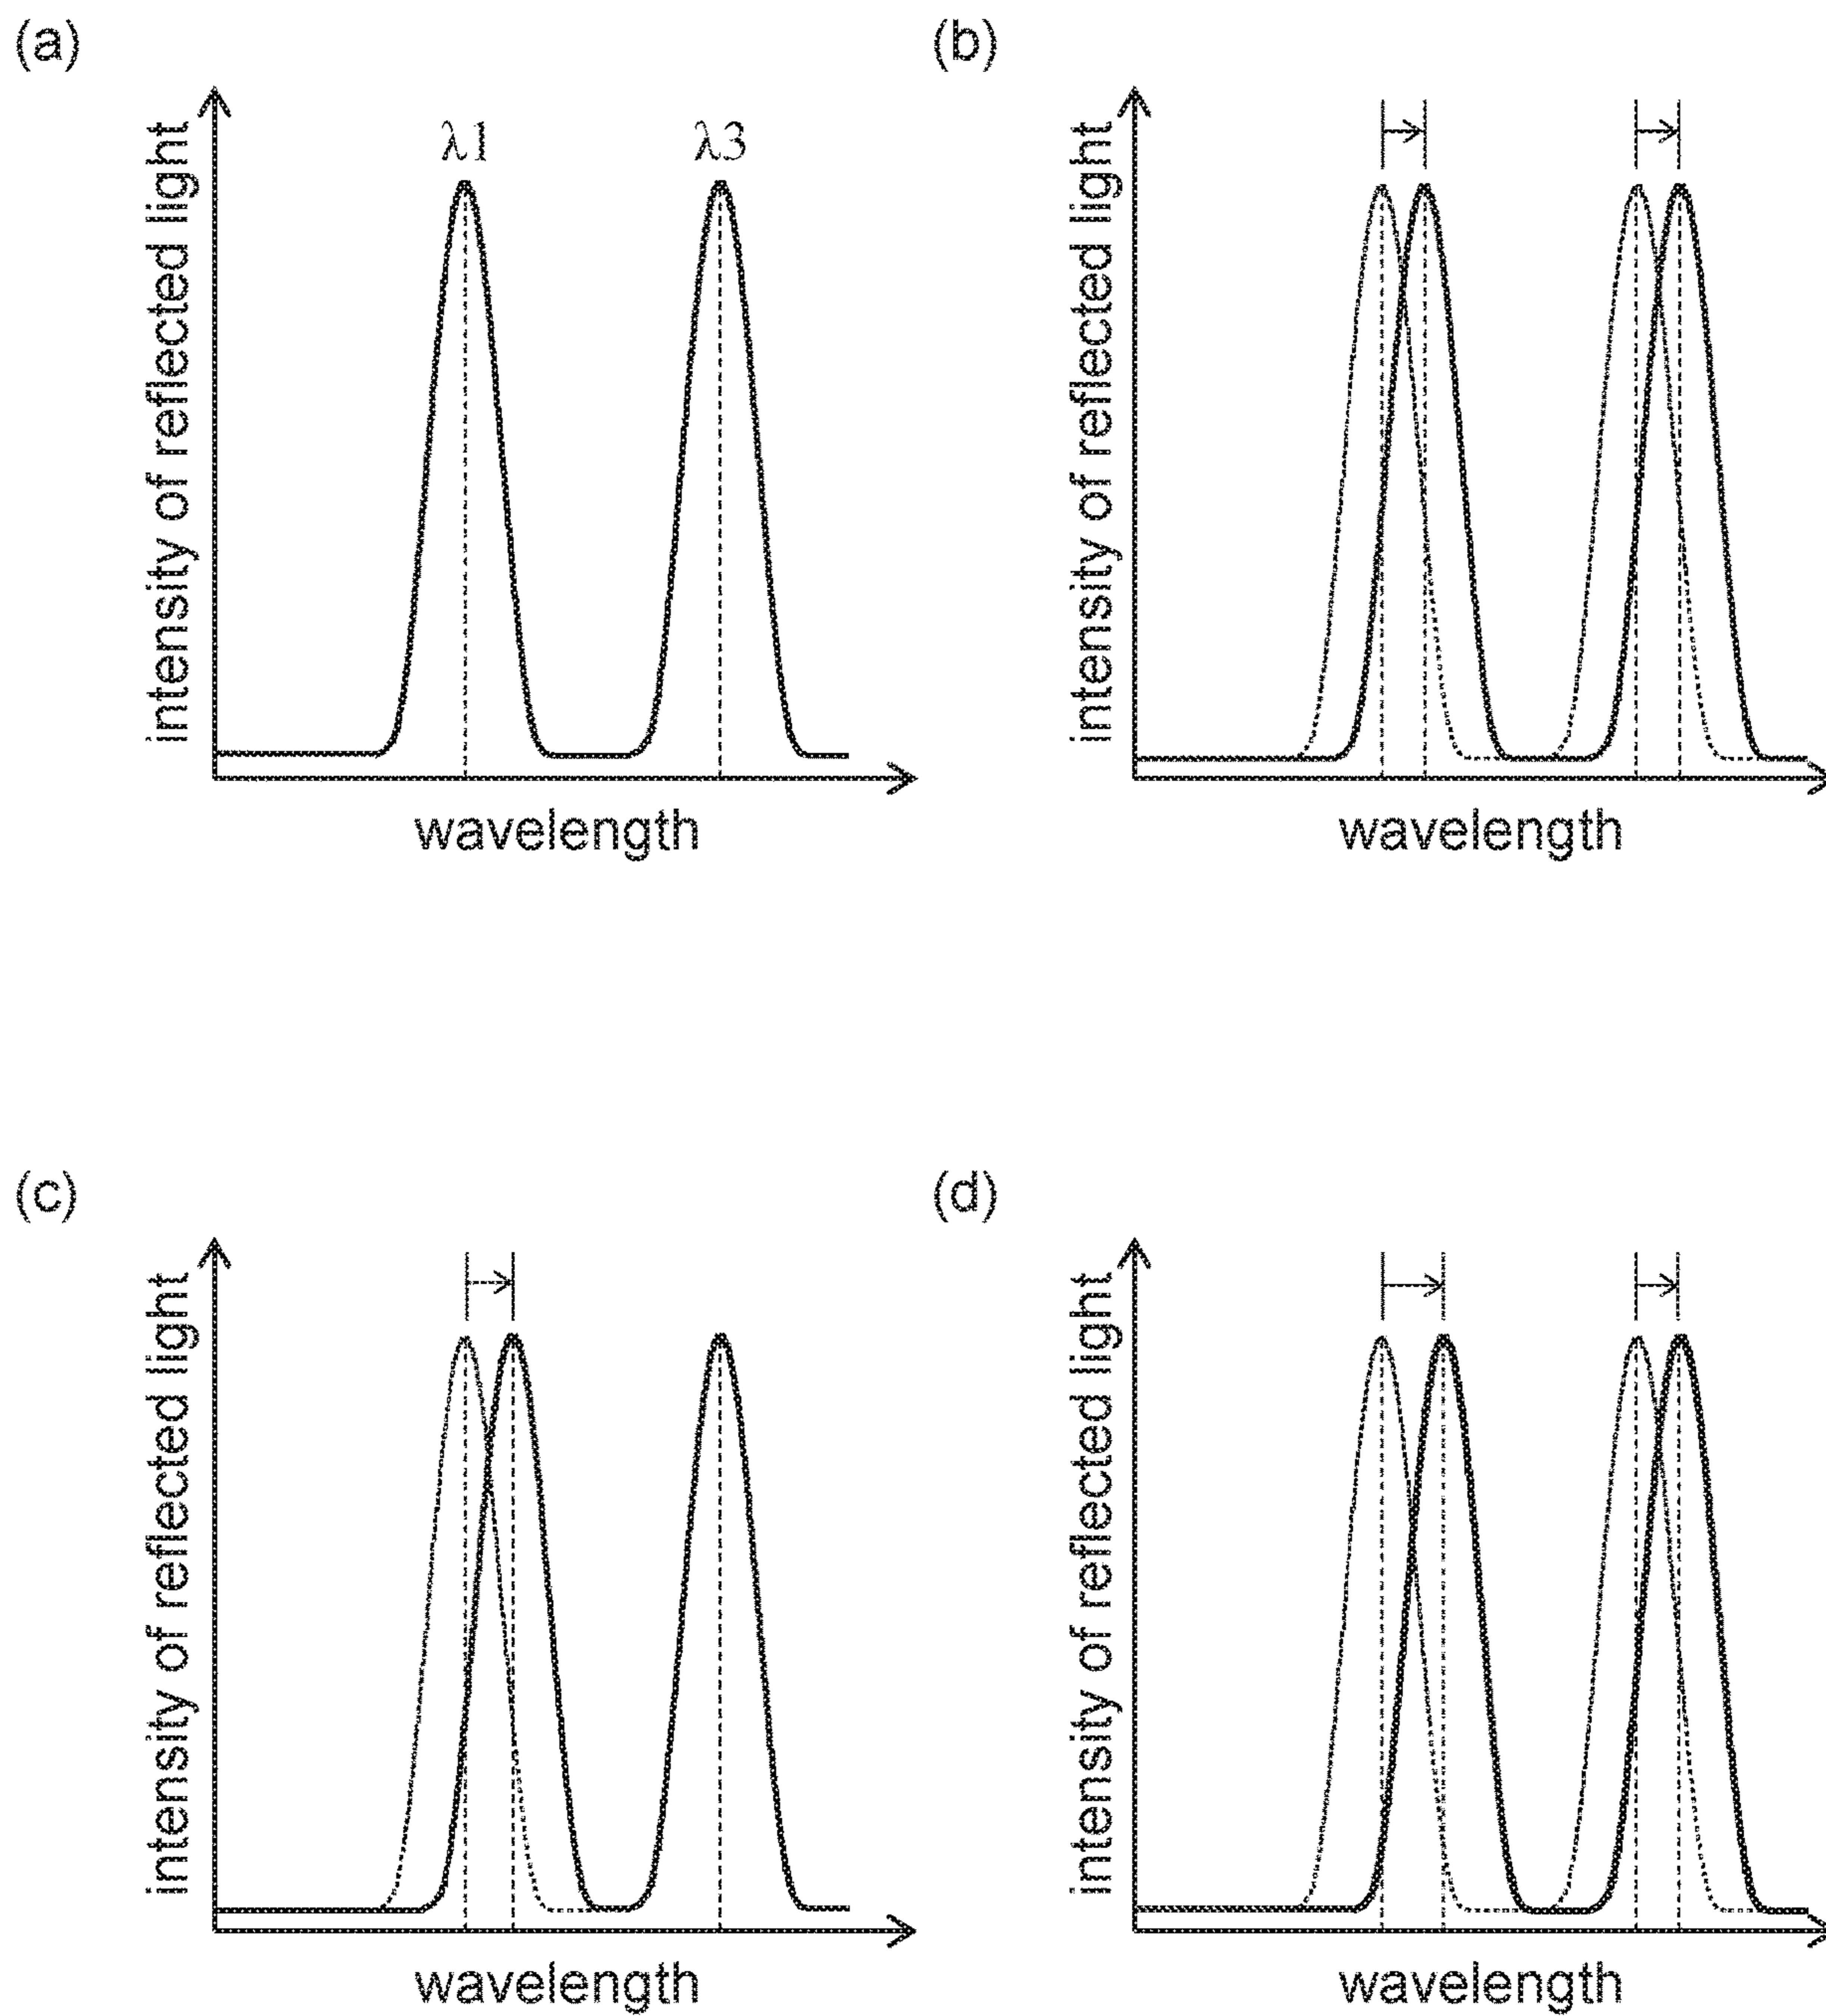 (a)
λ1
λ3
intensity of reflected light
wavelength
(b)
intensity of reflected light
wavelength
(c)
intensity of reflected light
wavelength
(d)
intensity of reflected light
wavelength